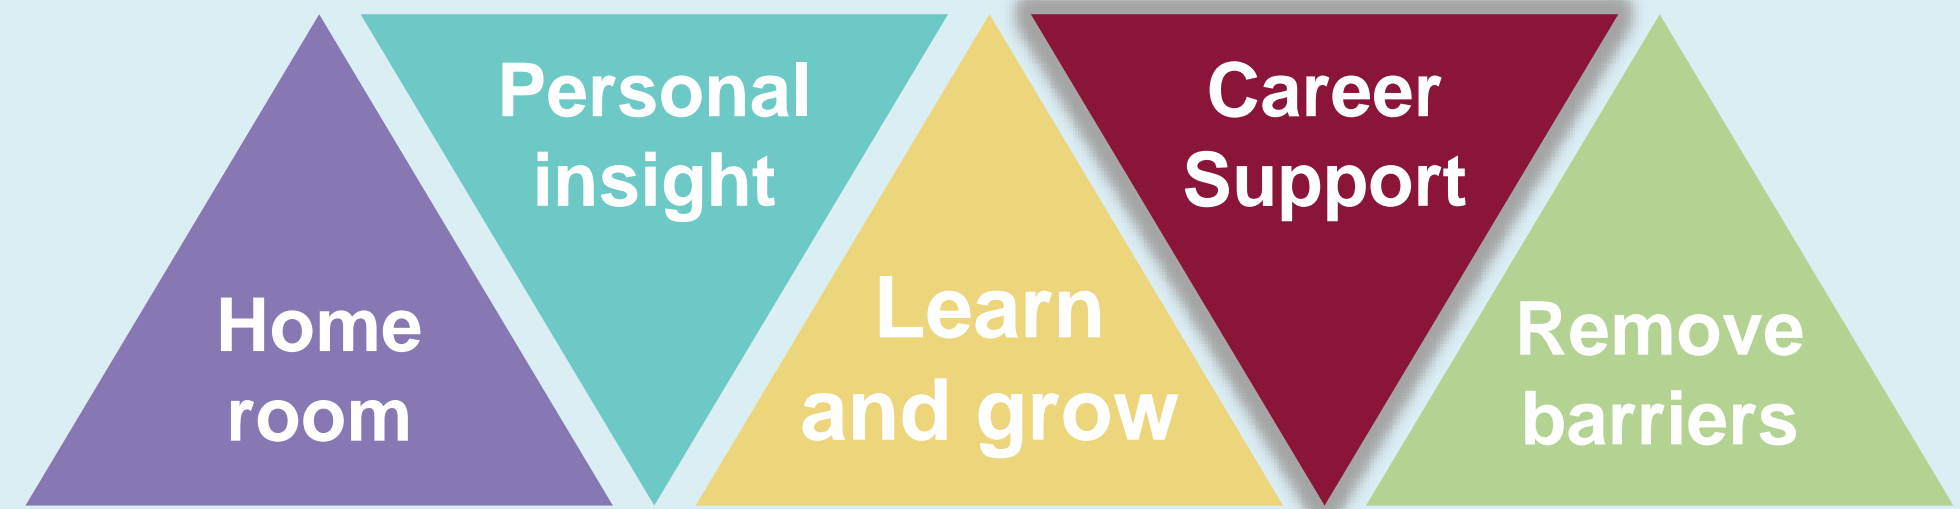 Home
room
Personal
insight
Learn
and grow
Career
Support
Remove
barriers